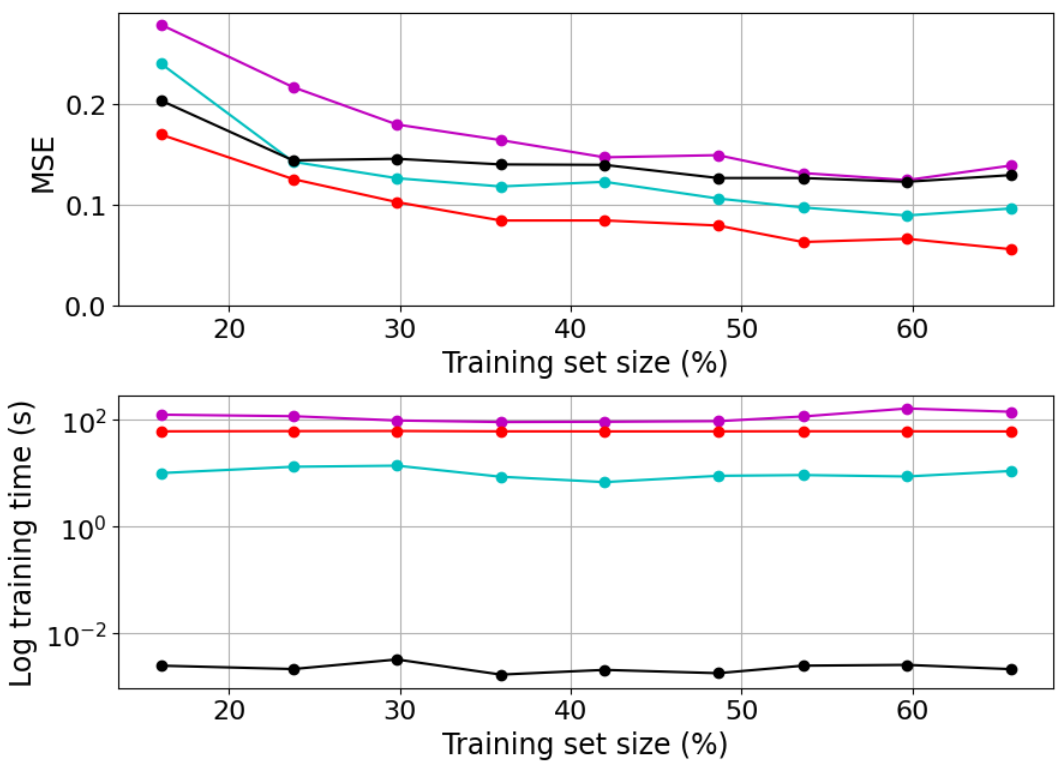 MSE
0.2
0.1
0.0
20 30 40 50 60
Training set size (%)
Log training time (s)
10²
10⁰
10⁻²
20 30 40 50 60
Training set size (%)